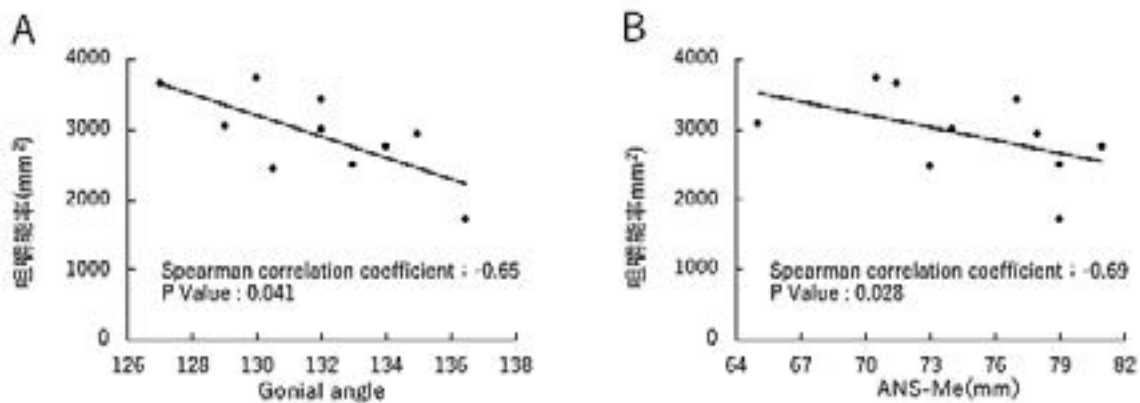 A
咀嚼能率(mm²)
4000
3000
2000
1000
0
Spearman correlation coefficient : -0.65
P Value : 0.041
126 128 130 132 134 136 138
Gonial angle
B
咀嚼能率mm²)
4000
3000
2000
1000
0
Spearman correlation coefficient : -0.69
P Value : 0.028
64 67 70 73 76 79 82
ANS-Me(mm)